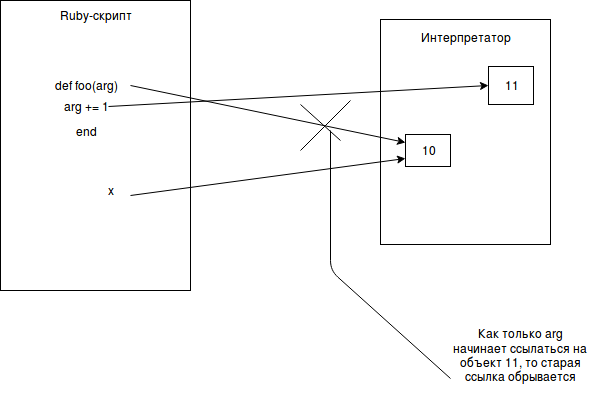 Ruby-скрипт
def foo(arg)
arg += 1
end
x
Интерпретатор
11
10
Как только arg
начинает ссылаться на
объект 11, то старая
ссылка обрывается